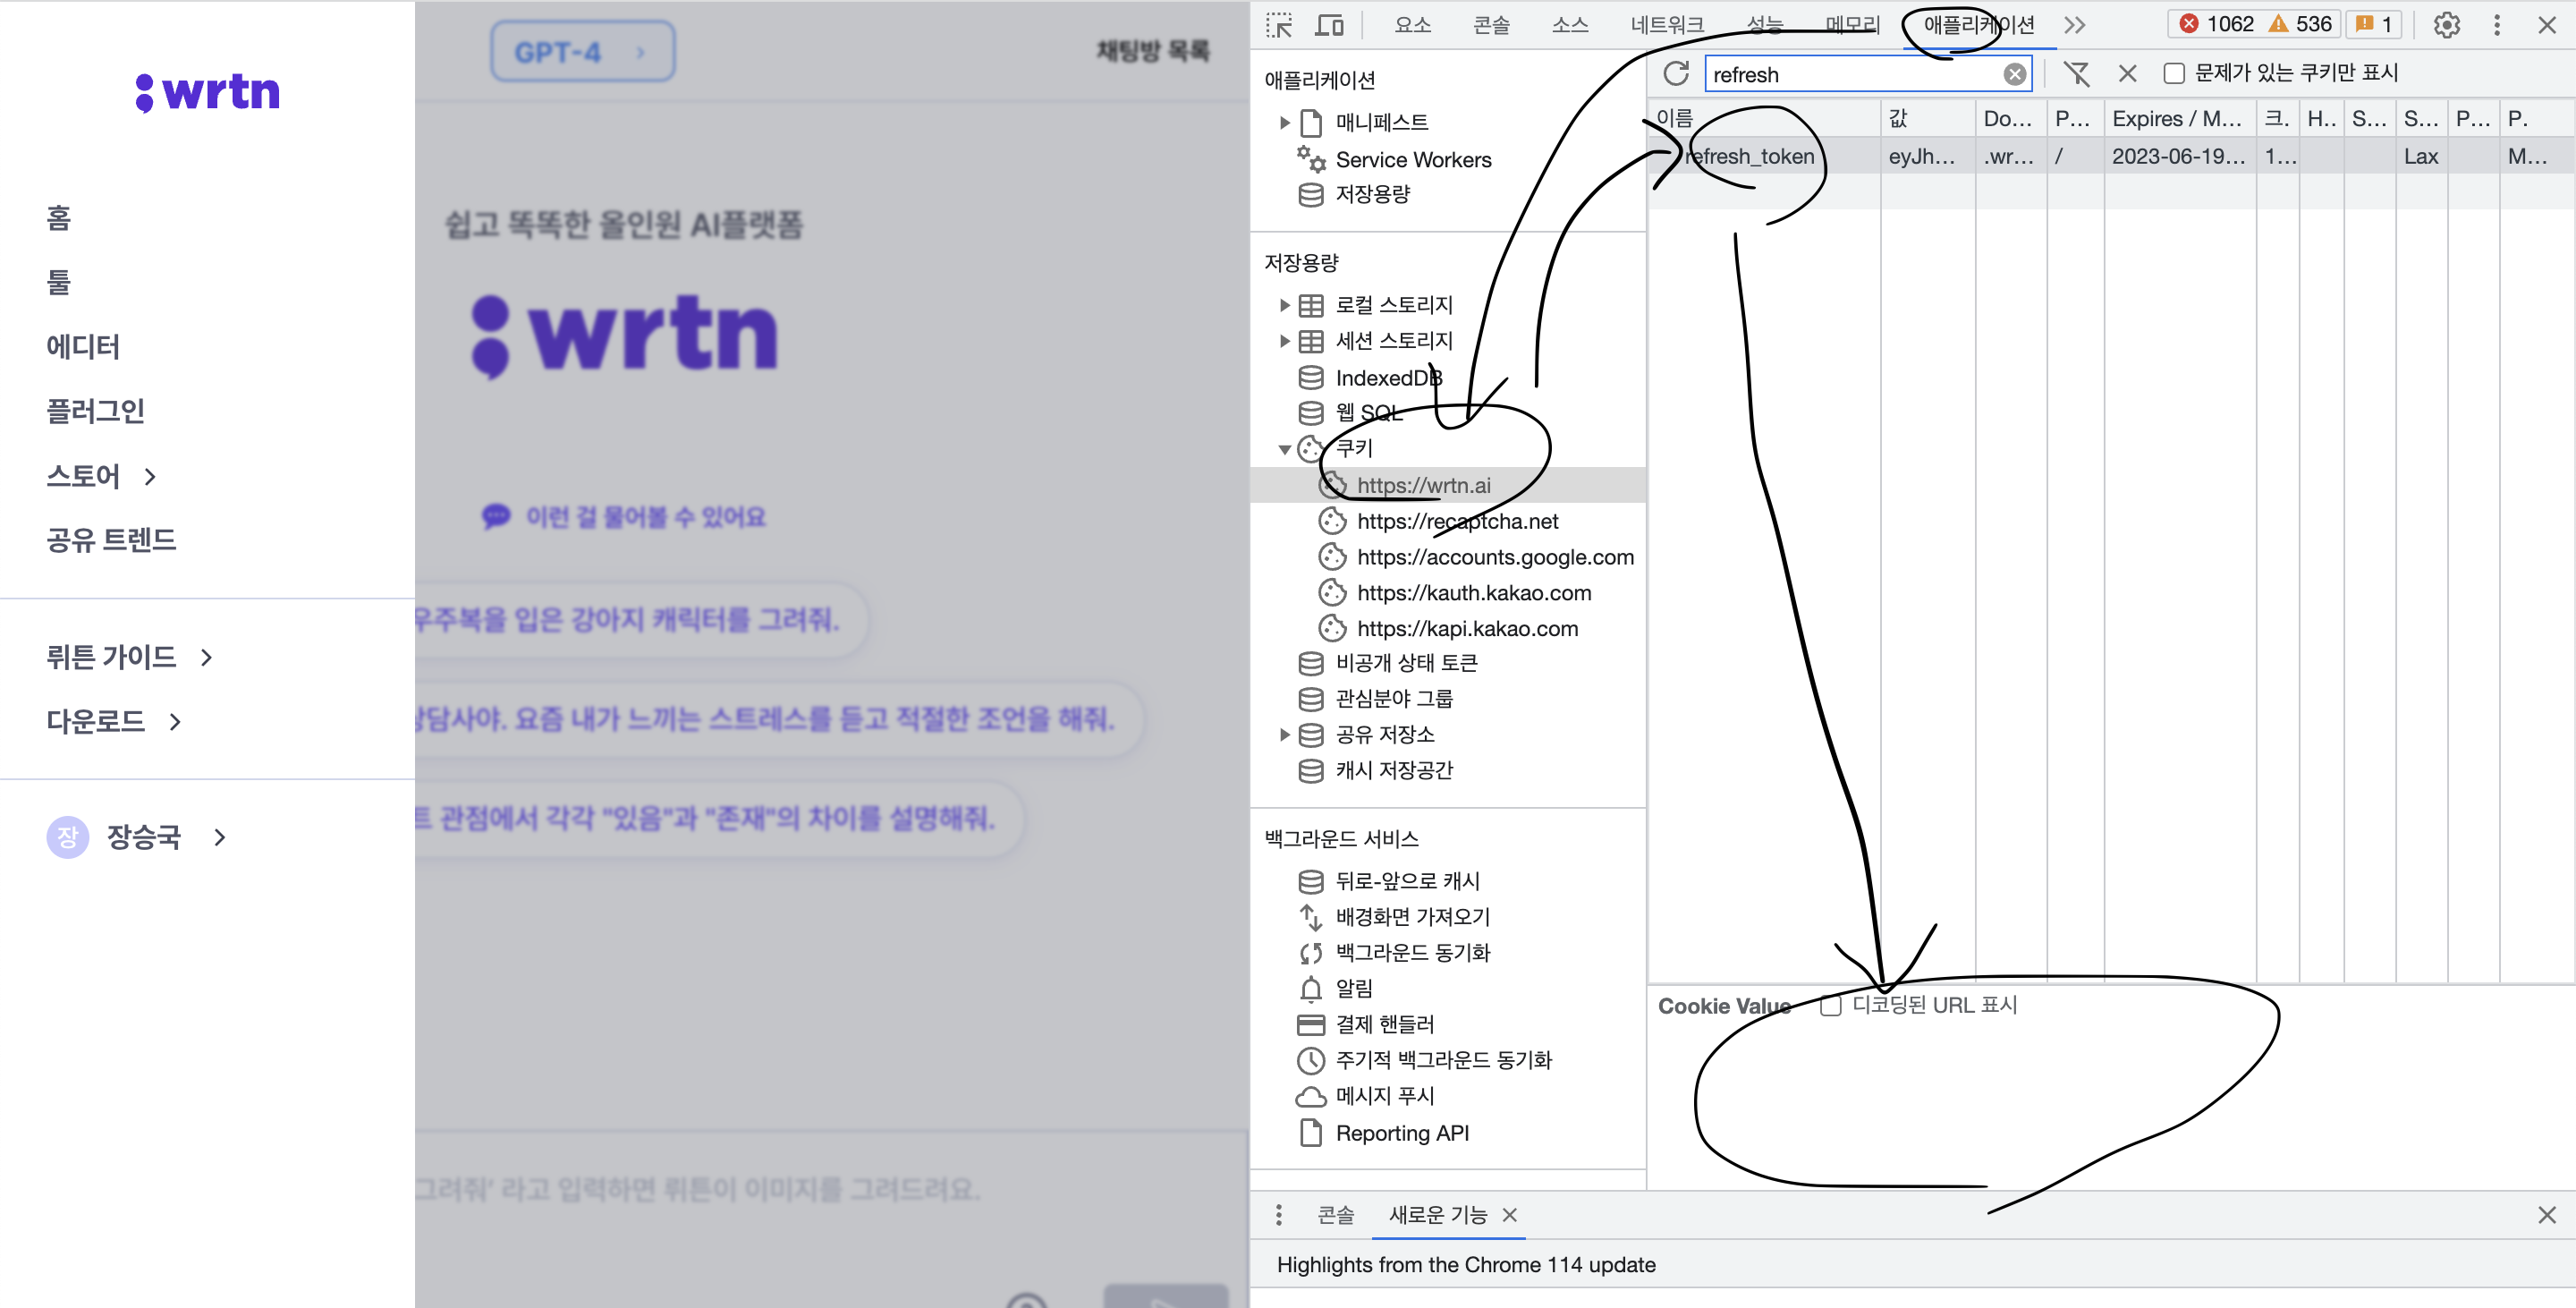 wrtn
홈
툴
에디터
플러그인
스토어
공유 트렌드
뤼튼 가이드
다운로드
장 장승국
GPT-4
채팅방 목록
쉽고 똑똑한 올인원 AI플랫폼
wrtn
이런 걸 물어볼 수 있어요
우주복을 입은 강아지 캐릭터를 그려줘.
상담사야. 요즘 내가 느끼는 스트레스를 듣고 적절한 조언을 해줘.
트 관점에서 각각 "있음"과 "존재"의 차이를 설명해줘.
그려줘' 라고 입력하면 뤼튼이 이미지를 그려드려요.
요소 콘솔 소스 네트워크 성능 메모리 애플리케이션 1062 536 1
애플리케이션
매니페스트
Service Workers
저장용량
저장용량
로컬 스토리지
세션 스토리지
IndexedDB
웹 SQL
쿠키
https://wrtn.ai
https://recaptcha.net
https://accounts.google.com
https://kauth.kakao.com
https://kapi.kakao.com
비공개 상태 토큰
관심분야 그룹
공유 저장소
캐시 저장공간
백그라운드 서비스
뒤로-앞으로 캐시
배경화면 가져오기
백그라운드 동기화
알림
결제 핸들러
주기적 백그라운드 동기화
메시지 푸시
Reporting API
refresh 문제가 있는 쿠키만 표시
이름 값 Do... P... Expires / M... 크. H.. S... S... P... P.
refresh_token eyJh... .wr... / 2023-06-19... 1... Lax M...
Cookie Value 디코딩된 URL 표시
콘솔 새로운 기능
Highlights from the Chrome 114 update